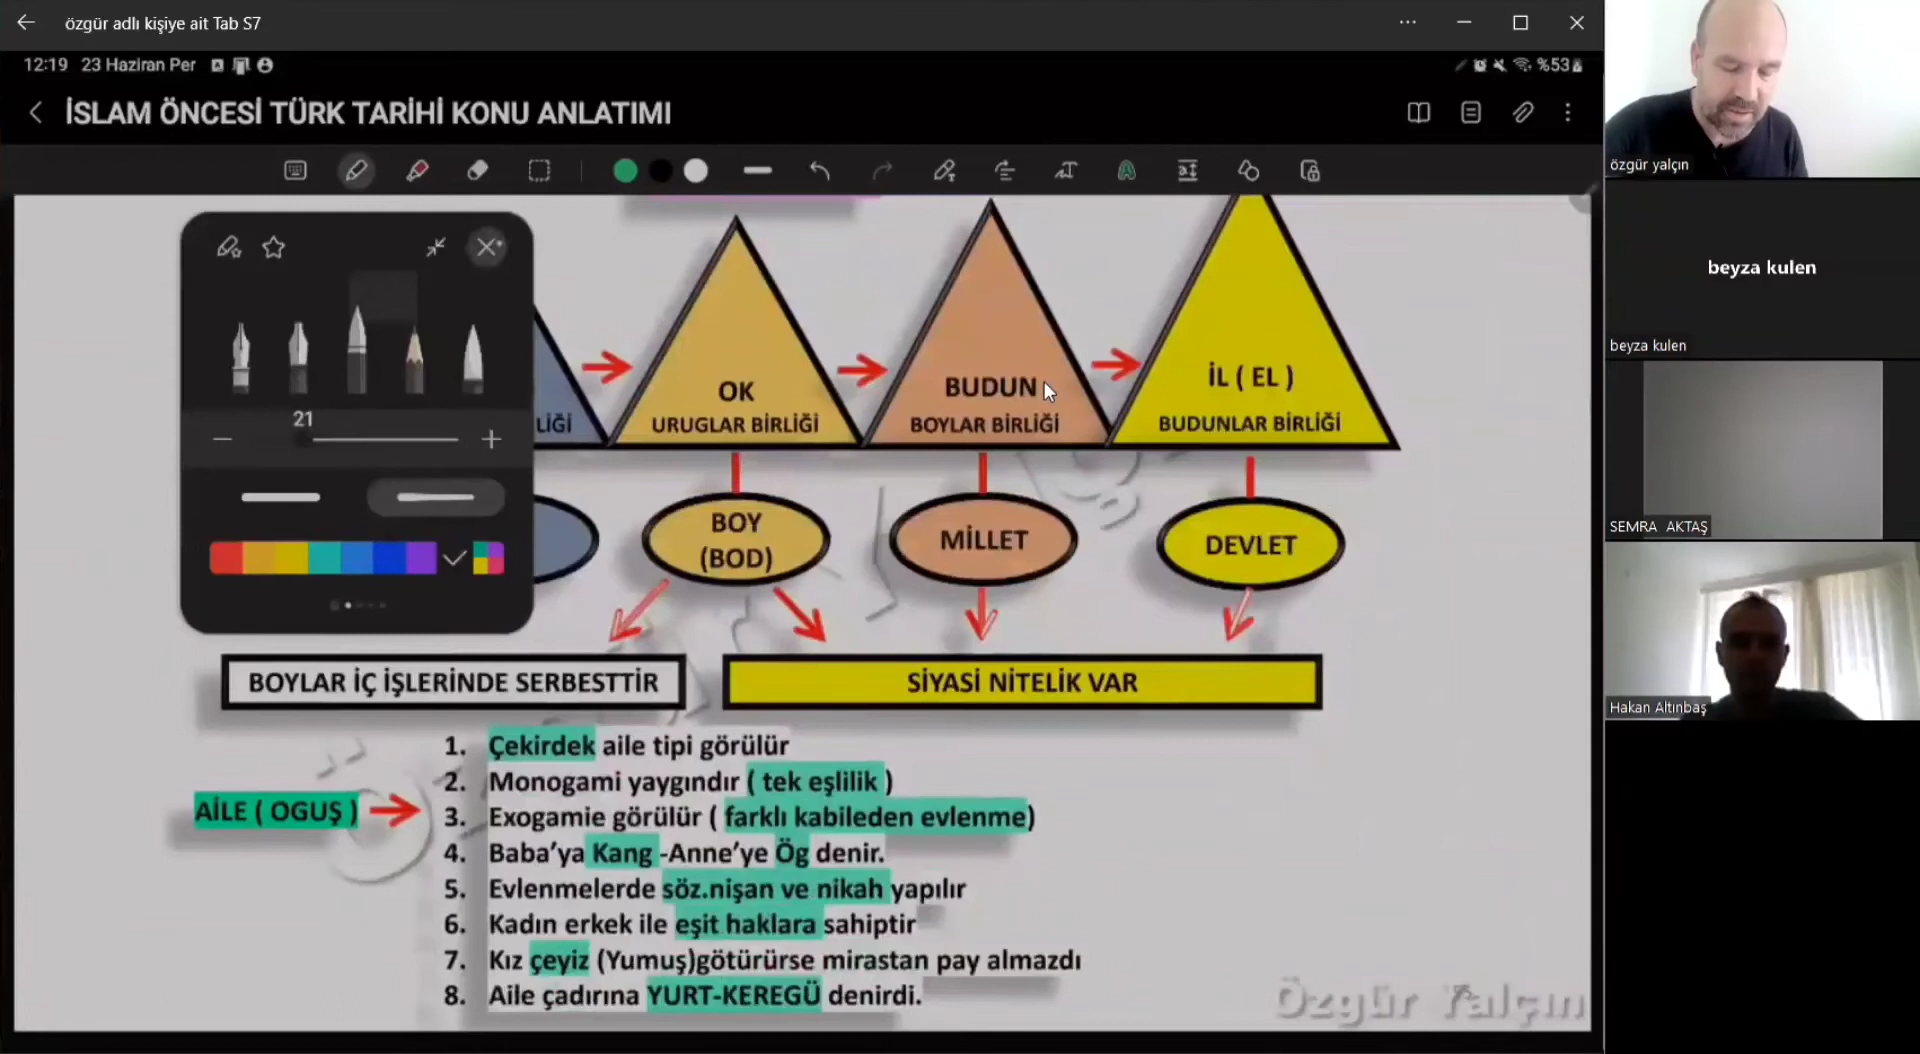 özgür adlı kişiye ait Tab S7
12:19 23 Haziran Per
%53
İSLAM ÖNCESİ TÜRK TARİHİ KONU ANLATIMI
21
LİĞİ
OK
URUGLAR BİRLİĞİ
BUDUN
BOYLAR BİRLİĞİ
İL ( EL )
BUDUNLAR BİRLİĞİ
BOY
(BOD)
MİLLET
DEVLET
BOYLAR İÇ İŞLERİNDE SERBESTTİR
SİYASİ NİTELİK VAR
AİLE ( OGUŞ )
1. Çekirdek aile tipi görülür
2. Monogami yaygındır ( tek eşlilik )
3. Exogamie görülür ( farklı kabileden evlenme)
4. Baba’ya Kang -Anne’ye Ög denir.
5. Evlenmelerde söz.nişan ve nikah yapılır
6. Kadın erkek ile eşit haklara sahiptir
7. Kız çeyiz (Yumuş)götürürse mirastan pay almazdı
8. Aile çadırına YURT-KEREGÜ denirdi.
Özgür Yalçın
özgür yalçın
beyza kulen
beyza kulen
SEMRA AKTAŞ
Hakan Altınbaş